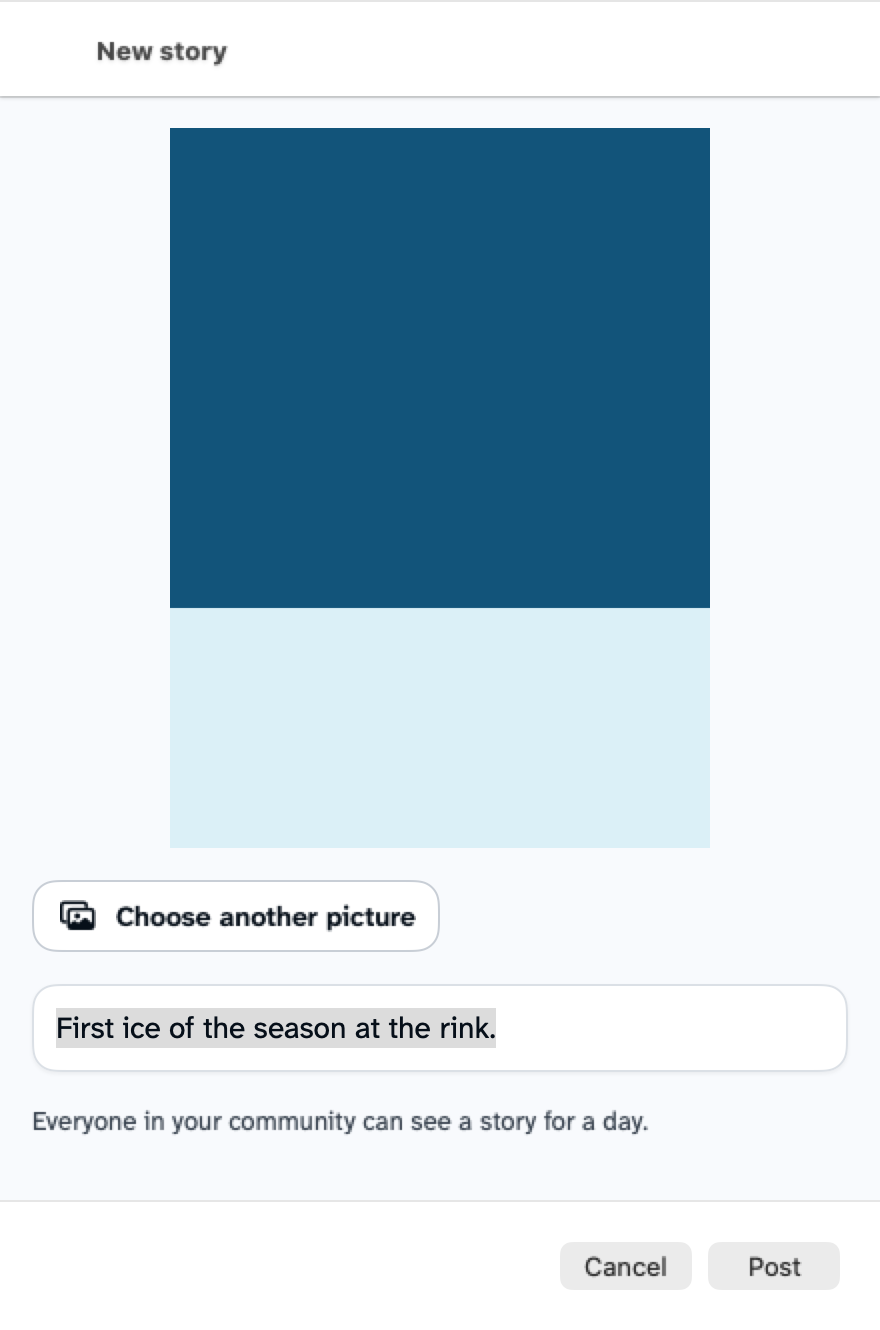 New story
Choose another picture
First ice of the season at the rink.
Everyone in your community can see a story for a day.
Cancel
Post